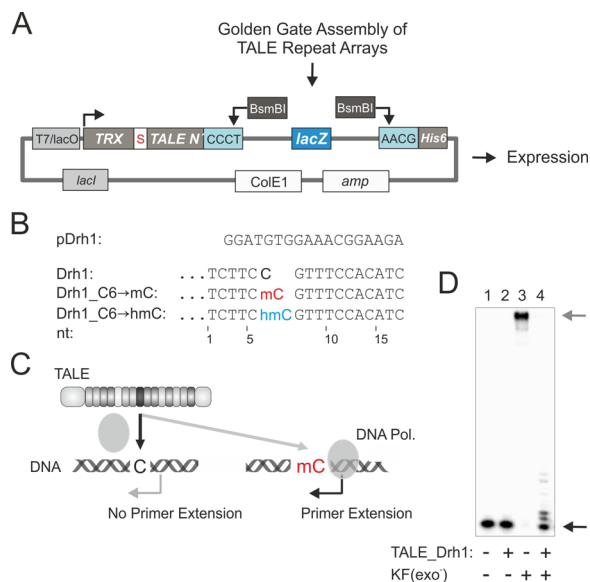 A
Golden Gate Assembly of
TALE Repeat Arrays
BsmBI BsmBI
T7/lacO TRX S TALE N CCCT lacZ AACG His6
Expression
lacI ColE1 amp
B
pDrh1: GGATGTGGAAACGGAAGA
Drh1: ...TCTTC C GTTTCCACATC
Drh1_C6→mC: ...TCTTC mC GTTTCCACATC
Drh1_C6→hmC: ...TCTTC hmC GTTTCCACATC
nt: 1 5 10 15
C
TALE
DNA Pol.
DNA C mC
No Primer Extension Primer Extension
D
1 2 3 4
TALE_Drh1: - + - +
KF(exo-) - - + +